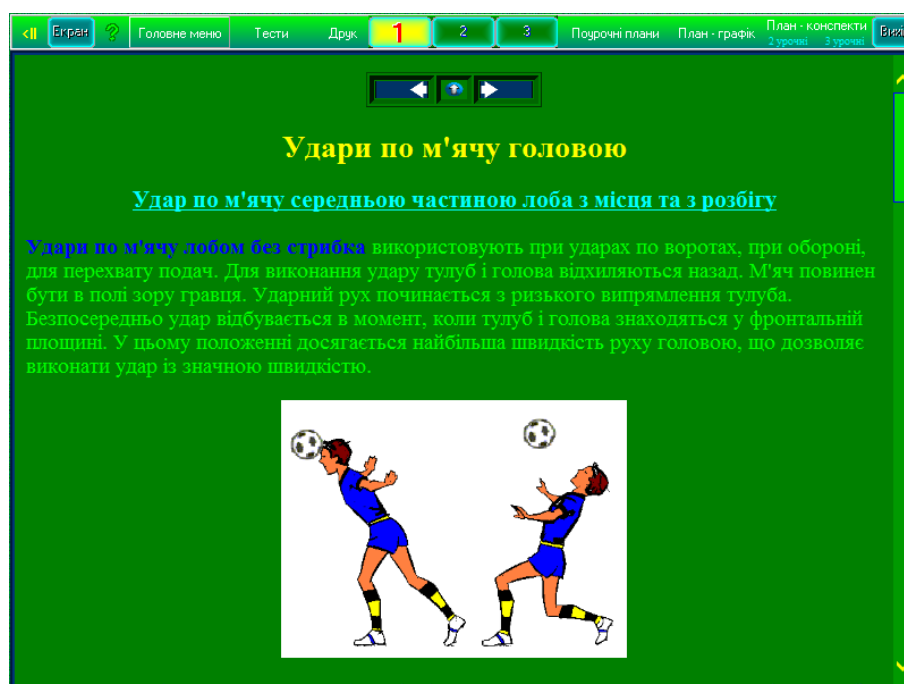 <II Екран ? Головне меню Тести Друк 1 2 3 Поурочні плани План - графік План - конспекти
2 урочні 3 урочні
Удари по м'ячу головою
Удар по м'ячу середньою частиною лоба з місця та з розбігу
Удари по м'ячу лобом без стрибка використовують при ударах по воротах, при обороні,
для перехвату подач. Для виконання удару тулуб і голова відхиляються назад. М'яч повинен
бути в полі зору гравця. Ударний рух починається з ризького випрямлення тулуба.
Безпосередньо удар відбувається в момент, коли тулуб і голова знаходяться у фронтальній
площині. У цьому положенні досягається найбільша швидкість руху головою, що дозволяє
виконати удар із значною швидкістю.